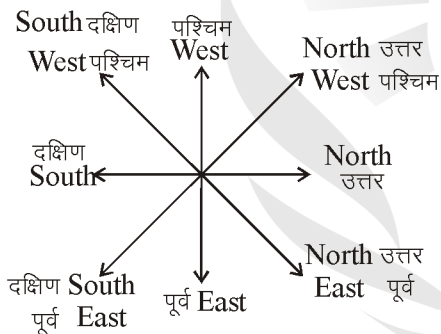 South दक्षिण
West पश्चिम
पश्चिम
West
North उत्तर
West पश्चिम
दक्षिण
South
North
उत्तर
दक्षिण South
पूर्व East
पूर्व East
North उत्तर
East पूर्व